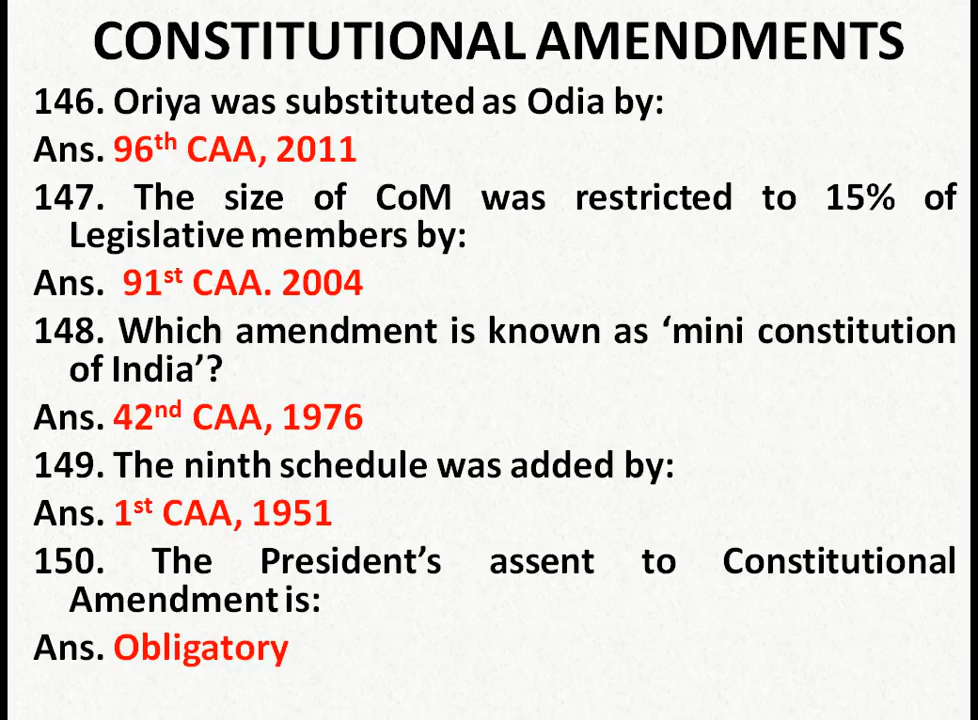 CONSTITUTIONAL AMENDMENTS
146. Oriya was substituted as Odia by:
Ans. 96th CAA, 2011
147. The size of CoM was restricted to 15% of
Legislative members by:
Ans. 91st CAA. 2004
148. Which amendment is known as ‘mini constitution
of India’?
Ans. 42nd CAA, 1976
149. The ninth schedule was added by:
Ans. 1st CAA, 1951
150. The President’s assent to Constitutional
Amendment is:
Ans. Obligatory